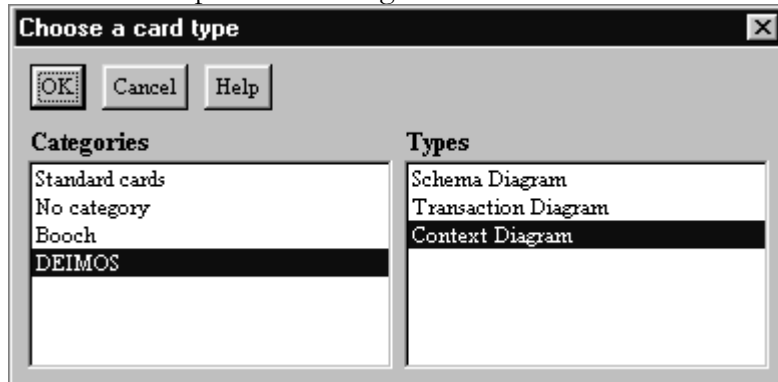 Choose a card type
OK Cancel Help
Categories Types
Standard cards
No category
Booch
DEIMOS
Schema Diagram
Transaction Diagram
Context Diagram